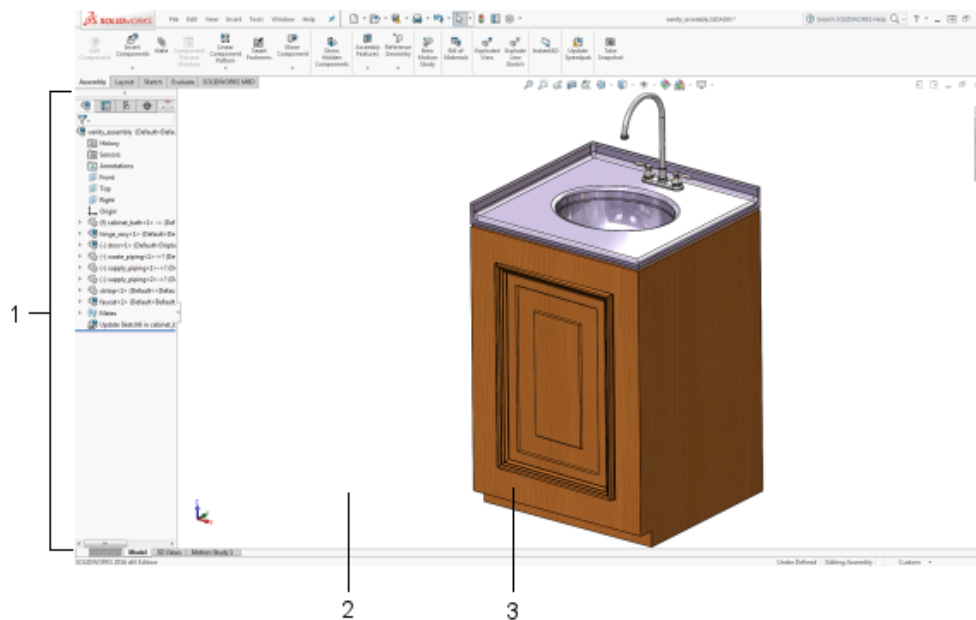 SOLIDWORKS File Edit View Insert Tools Window Help vanity_assembly.SLDASM * Search SOLIDWORKS Help
Edit Component
Insert Components
Mate
Component Preview Window
Linear Component Pattern
Smart Fasteners
Move Component
Show Hidden Components
Assembly Features
Reference Geometry
New Motion Study
Bill of Materials
Exploded View
Explode Line Sketch
Instant3D
Update Speedpak
Take Snapshot
Assembly Layout Sketch Evaluate SOLIDWORKS MBD
vanity_assembly (Default<Defa
History
Sensors
Annotations
Front
Top
Right
Origin
(f) cabinet_bath<1> -> (Def
hinge_assy<1> (Default<De
(-) door<1> (Default<Displa
(-) waste_piping<1>->? (De
(-) supply_piping<1>->? (D
(-) supply_piping<2>->? (D
(Default<<Defau
faucet<2> (Default<Default
Mates
Update Sketch6 in cabinet_b
1
Model 3D Views Motion Study 1
SOLIDWORKS 2016 x64 Edition Under Defined Editing Assembly Custom
2 3